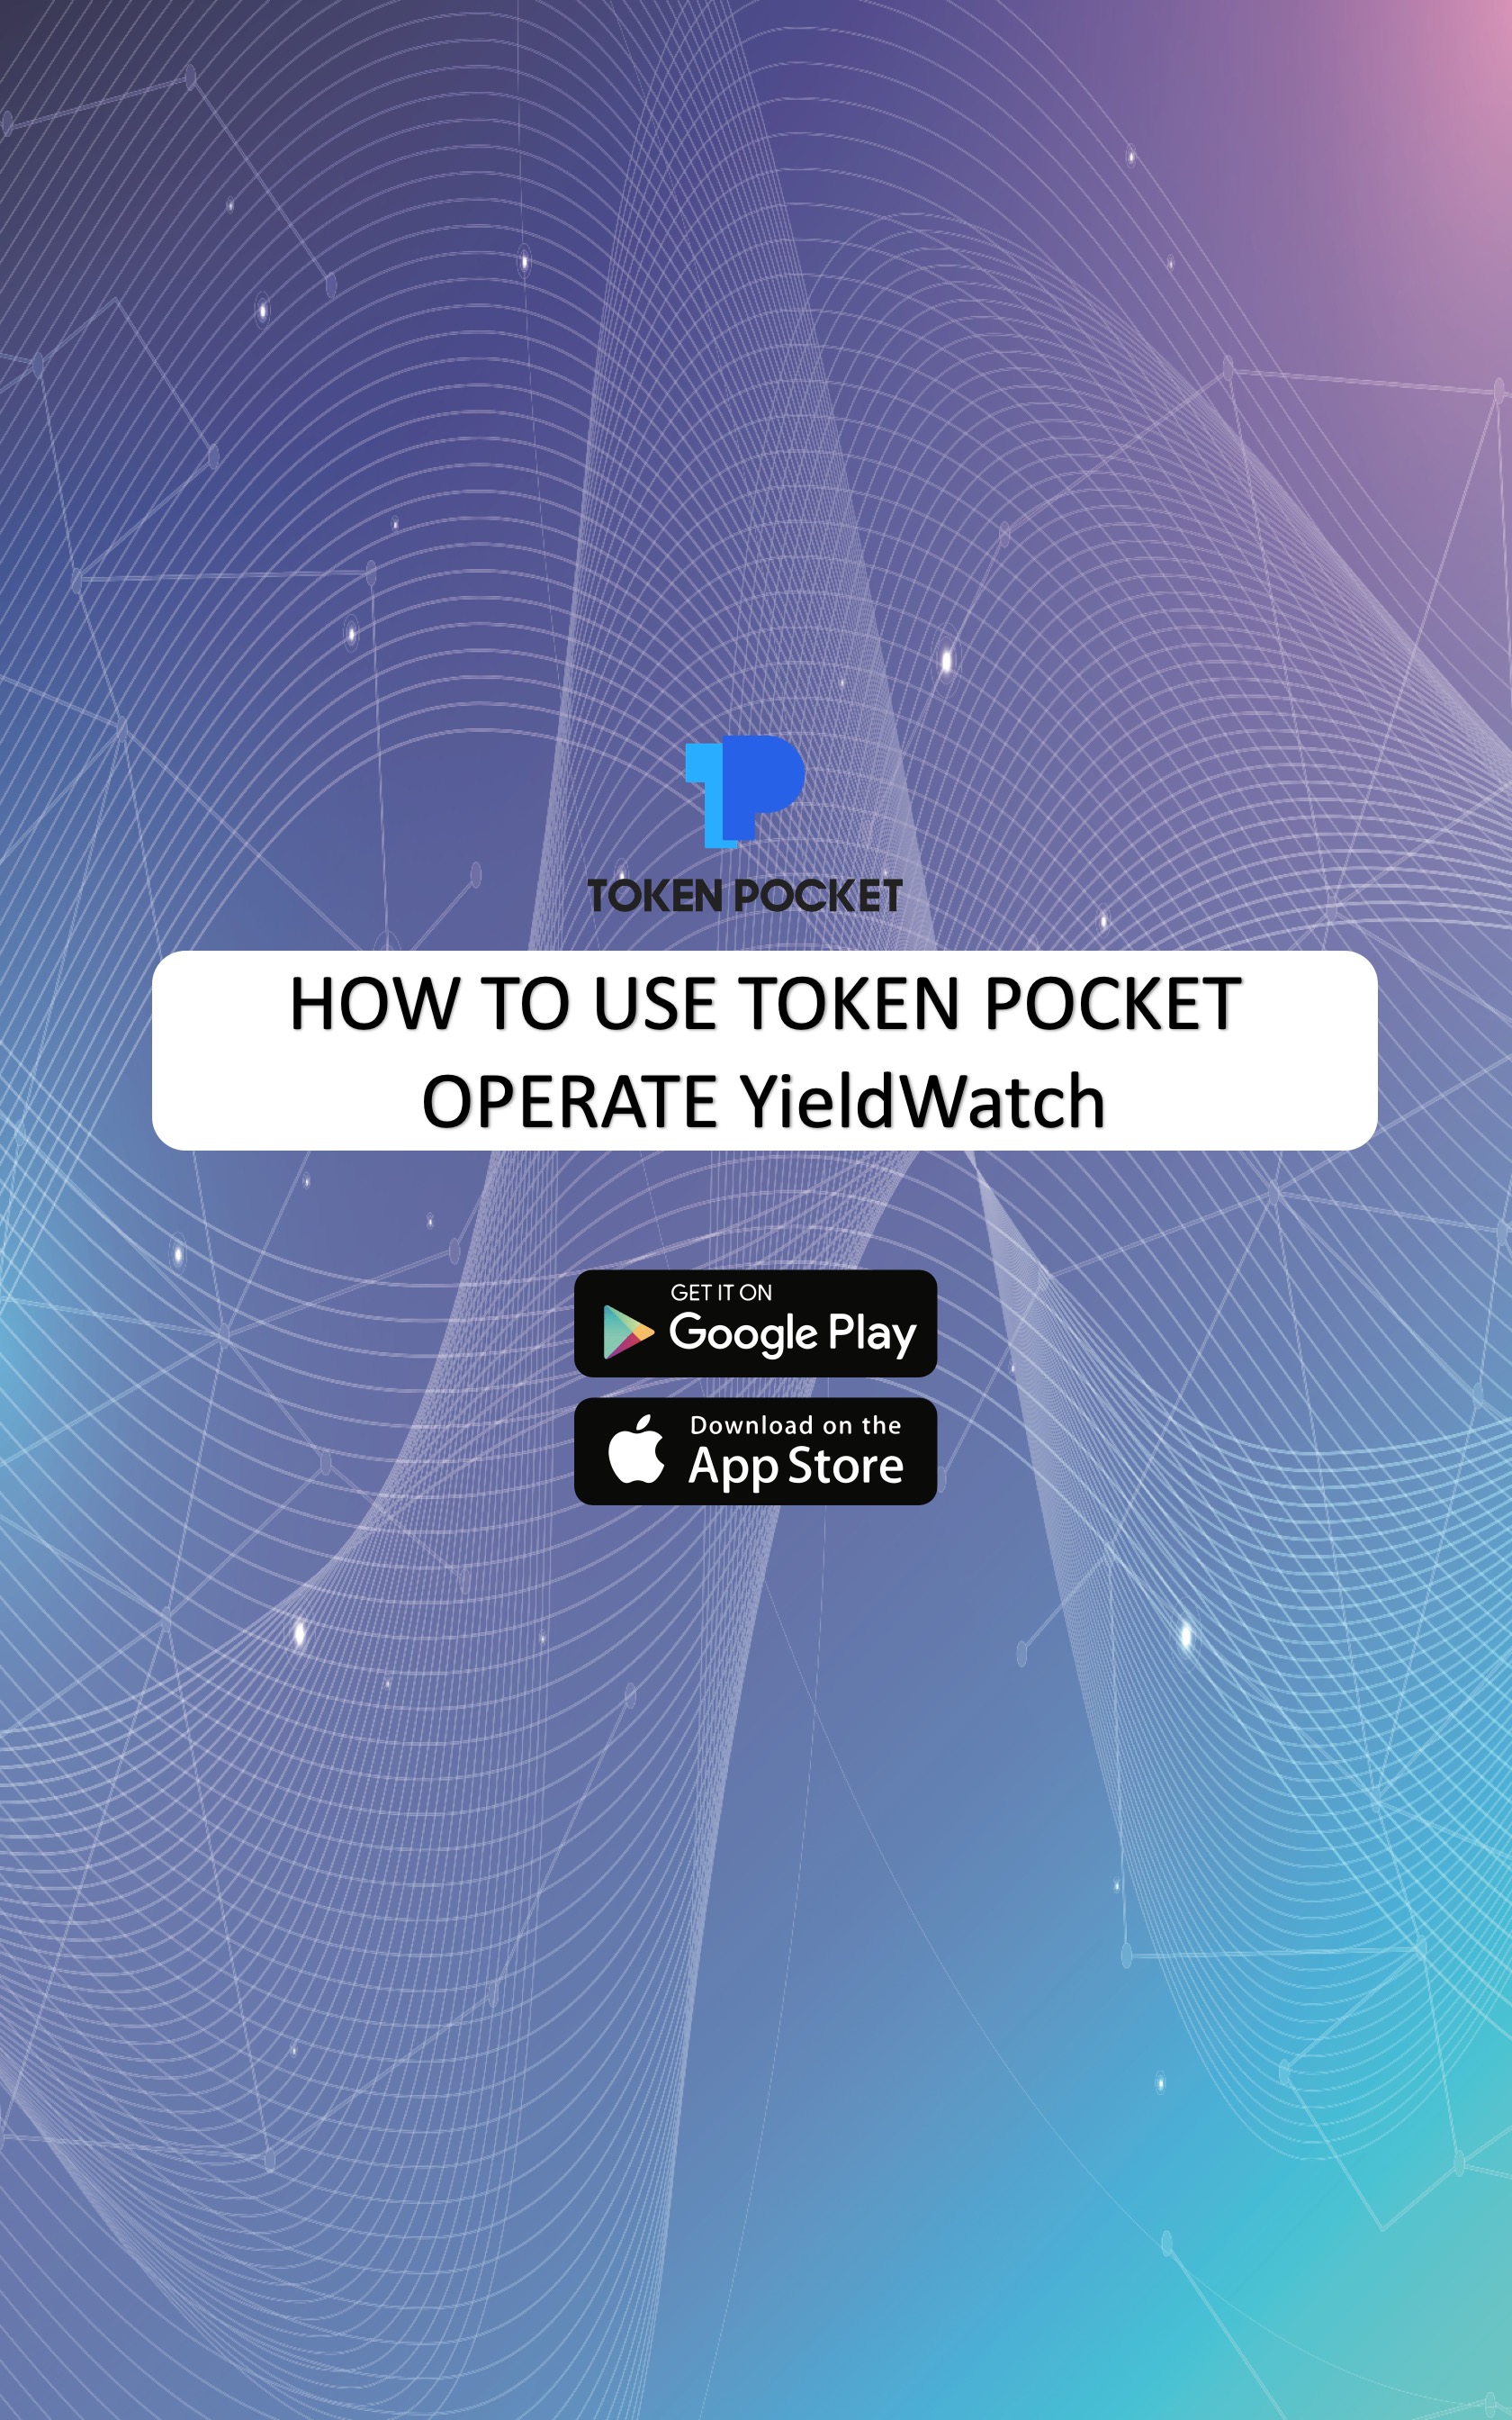 TOKEN POCKET
HOW TO USE TOKEN POCKET
OPERATE YieldWatch
GET IT ON
Google Play
Download on the
App Store